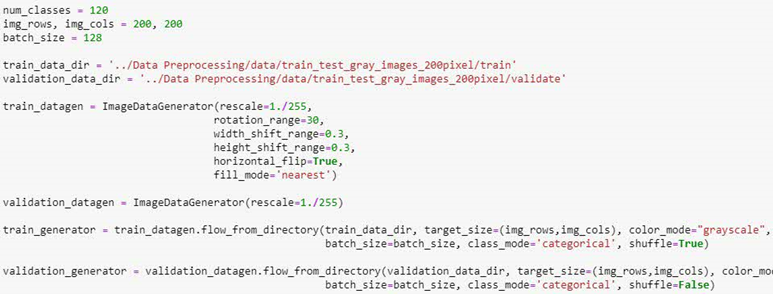 num_classes = 120
img_rows, img_cols = 200, 200
batch_size = 128
train_data_dir = '../Data Preprocessing/data/train_test_gray_images_200pixel/train'
validation_data_dir = '../Data Preprocessing/data/train_test_gray_images_200pixel/validate'
train_datagen = ImageDataGenerator(rescale=1./255,
rotation_range=30,
width_shift_range=0.3,
height_shift_range=0.3,
horizontal_flip=True,
fill_mode='nearest')
validation_datagen = ImageDataGenerator(rescale=1./255)
train_generator = train_datagen.flow_from_directory(train_data_dir, target_size=(img_rows,img_cols), color_mode="grayscale",
batch_size=batch_size, class_mode='categorical', shuffle=True)
validation_generator = validation_datagen.flow_from_directory(validation_data_dir, target_size=(img_rows,img_cols), color_mo
batch_size=batch_size, class_mode='categorical', shuffle=False)